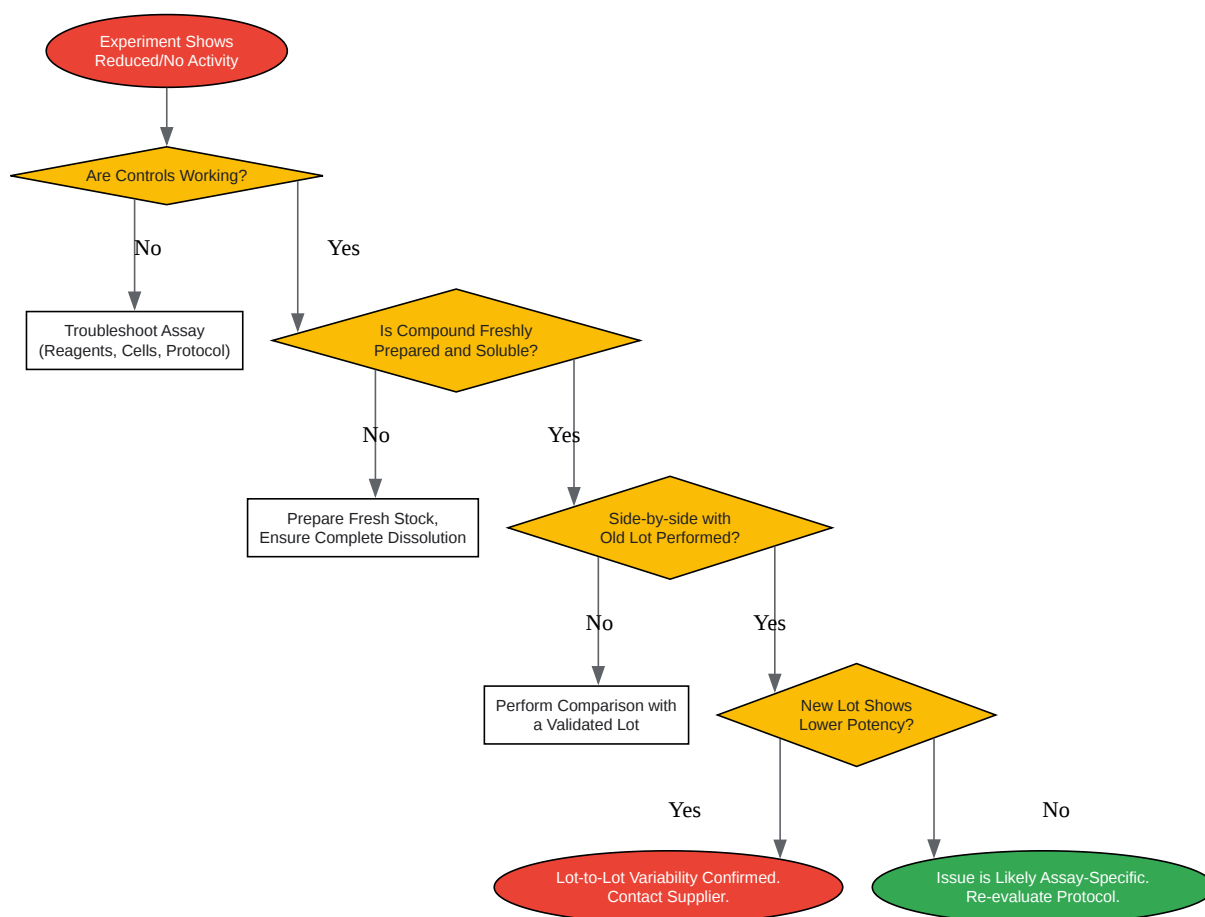 Experiment Shows
Reduced/No Activity
Are Controls Working?
No
Yes
Troubleshoot Assay
(Reagents, Cells, Protocol)
Is Compound Freshly
Prepared and Soluble?
No
Yes
Prepare Fresh Stock,
Ensure Complete Dissolution
Side-by-side with
Old Lot Performed?
No
Yes
Perform Comparison with
a Validated Lot
New Lot Shows
Lower Potency?
Yes
No
Lot-to-Lot Variability Confirmed.
Contact Supplier.
Issue is Likely Assay-Specific.
Re-evaluate Protocol.